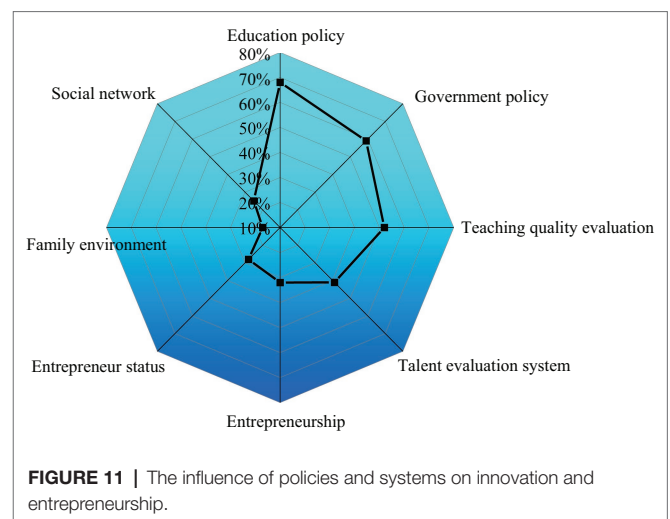 Education policy
80%
70%
60%
50%
40%
30%
20%
10%
Social network
Government policy
Family environment
Teaching quality evaluation
Entrepreneur status
Talent evaluation system
Entrepreneurship
FIGURE 11 | The influence of policies and systems on innovation and
entrepreneurship.